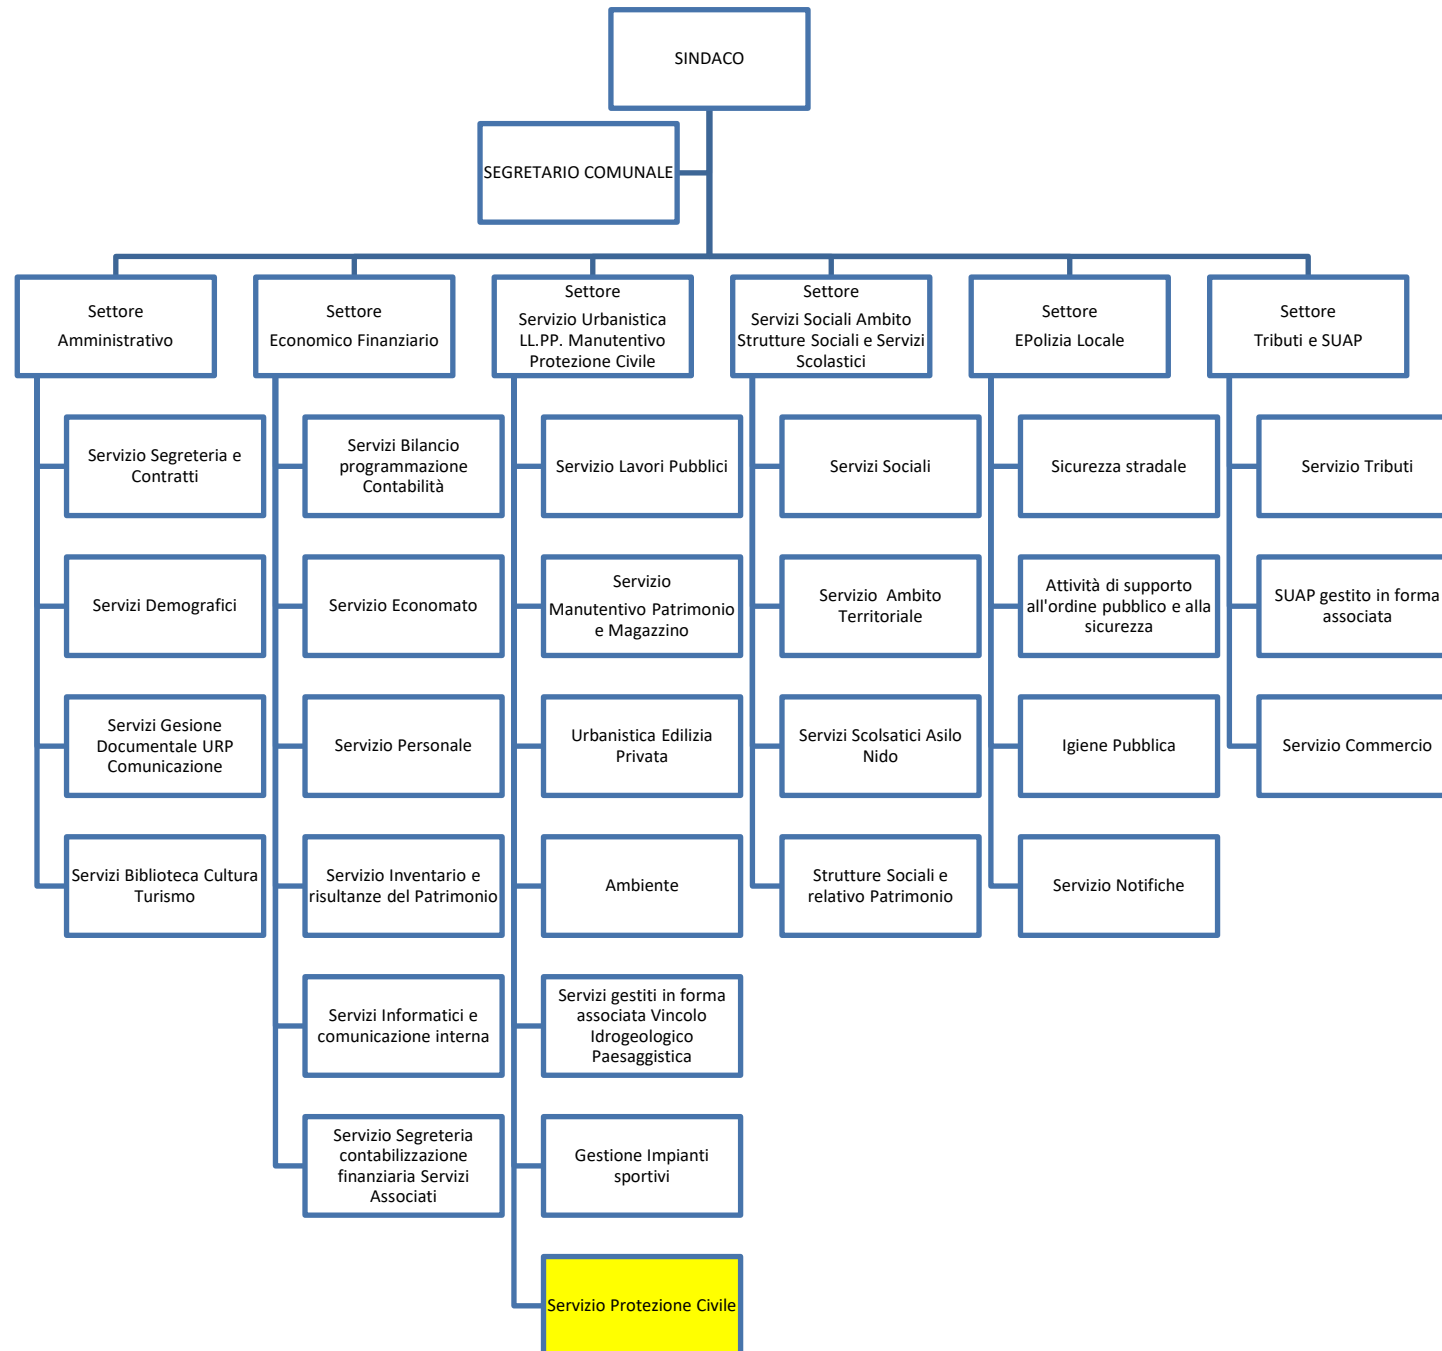 SINDACO
SEGRETARIO COMUNALE
Settore
Amministrativo
Settore
Economico Finanziario
Settore
Servizio Urbanistica
LL.PP. Manutentivo
Protezione Civile
Settore
Servizi Sociali Ambito
Strutture Sociali e Servizi
Scolastici
Settore
EPolizia Locale
Settore
Tributi e SUAP
Servizio Segreteria e
Contratti
Servizi Demografici
Servizi Gesione
Documentale URP
Comunicazione
Servizi Biblioteca Cultura
Turismo
Servizi Bilancio
programmazione
Contabilità
Servizio Economato
Servizio Personale
Servizio Inventario e
risultanze del Patrimonio
Servizi Informatici e
comunicazione interna
Servizio Segreteria
contabilizzazione
finanziaria Servizi
Associati
Servizio Lavori Pubblici
Servizio
Manutentivo Patrimonio
e Magazzino
Urbanistica Edilizia
Privata
Ambiente
Servizi gestiti in forma
associata Vincolo
Idrogeologico
Paesaggistica
Gestione Impianti
sportivi
Servizio Protezione Civile
Servizi Sociali
Servizio  Ambito
Territoriale
Servizi Scolsatici Asilo
Nido
Strutture Sociali e
relativo Patrimonio
Sicurezza stradale
Attività di supporto
all'ordine pubblico e alla
sicurezza
Igiene Pubblica
Servizio Notifiche
Servizio Tributi
SUAP gestito in forma
associata
Servizio Commercio